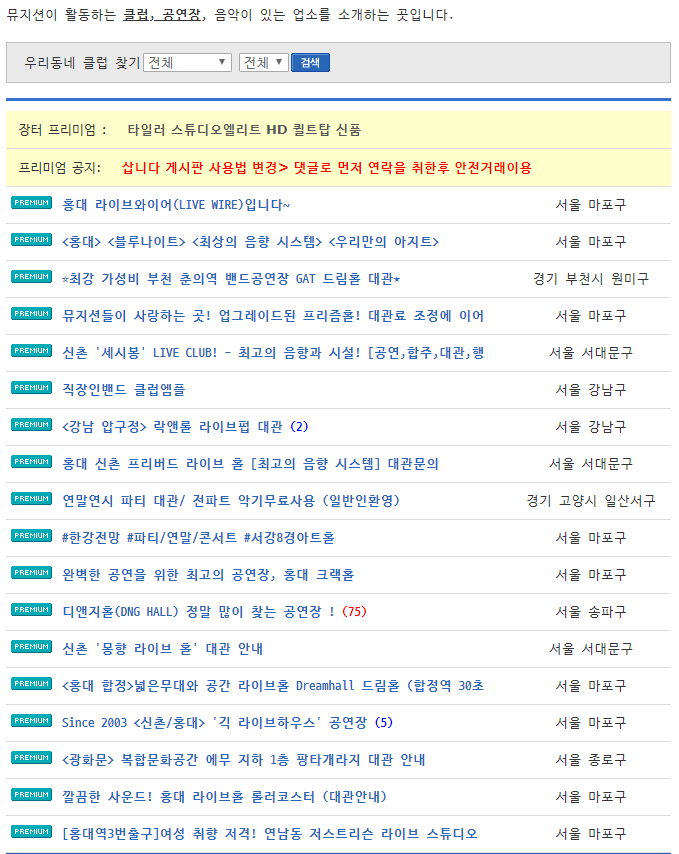 뮤지션이 활동하는 클럽, 공연장, 음악이 있는 업소를 소개하는 곳입니다.
우리동네 클럽 찾기 전체 전체 검색
장터 프리미엄 : 타일러 스튜디오엘리트 HD 퀼트탑 신품
프리미엄 공지: 삽니다 게시판 사용법 변경> 댓글로 먼저 연락을 취한후 안전거래이용
PREMIUM 홍대 라이브와이어(LIVE WIRE)입니다~ 서울 마포구
PREMIUM <홍대> <블루나이트> <최상의 음향 시스템> <우리만의 아지트> 서울 마포구
PREMIUM ☆최강 가성비 부천 춘의역 밴드공연장 GAT 드림홀 대관★ 경기 부천시 원미구
PREMIUM 뮤지션들이 사랑하는 곳! 업그레이드된 프리즘홀! 대관료 조정에 이어 서울 마포구
PREMIUM 신촌 '세시봉' LIVE CLUB! - 최고의 음향과 시설! [공연,합주,대관,행 서울 서대문구
PREMIUM 직장인밴드 클럽엠플 서울 강남구
PREMIUM <강남 압구정> 락앤롤 라이브펍 대관 (2) 서울 강남구
PREMIUM 홍대 신촌 프리버드 라이브 홀 [최고의 음향 시스템] 대관문의 서울 서대문구
PREMIUM 연말연시 파티 대관/ 전파트 악기무료사용 (일반인환영) 경기 고양시 일산서구
PREMIUM #한강전망 #파티/연말/콘서트 #서강8경아트홀 서울 마포구
PREMIUM 완벽한 공연을 위한 최고의 공연장, 홍대 크랙홀 서울 마포구
PREMIUM 디앤지홀(DNG HALL) 정말 많이 찾는 공연장 ! (75) 서울 송파구
PREMIUM 신촌 '몽향 라이브 홀' 대관 안내 서울 서대문구
PREMIUM <홍대 합정>넓은무대와 공간 라이브홀 Dreamhall 드림홀 (합정역 30초 서울 마포구
PREMIUM Since 2003 <신촌/홍대> '긱 라이브하우스' 공연장 (5) 서울 마포구
PREMIUM <광화문> 복합문화공간 에무 지하 1층 팡타개라지 대관 안내 서울 종로구
PREMIUM 깔끔한 사운드! 홍대 라이브홀 롤러코스터 (대관안내) 서울 마포구
PREMIUM [홍대역3번출구]여성 취향 저격! 연남동 저스트리슨 라이브 스튜디오 서울 마포구